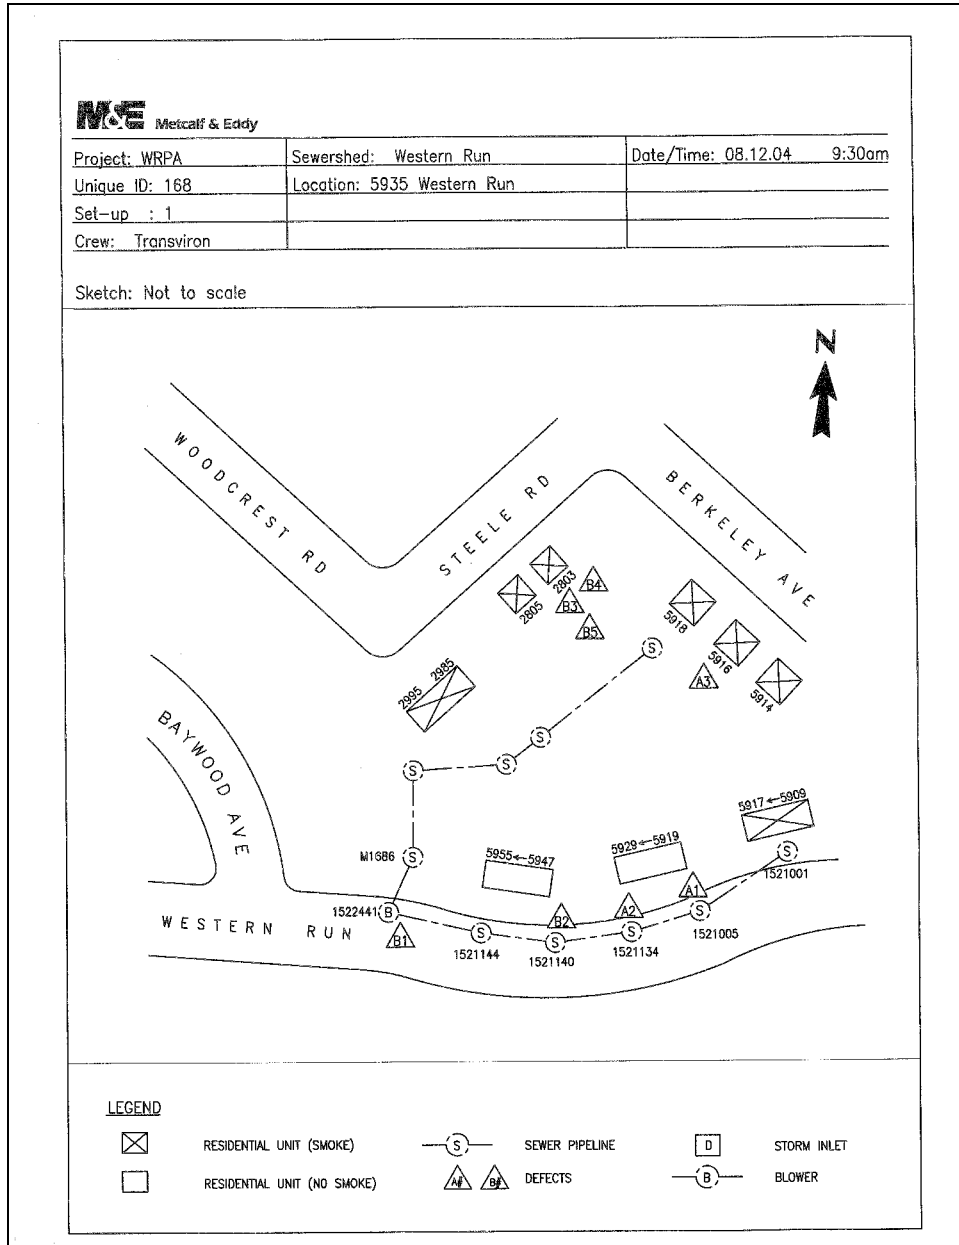 M&E Metcalf & Eddy
Project: WRPA
Sewershed: Western Run
Date/Time: 08.12.04 9:30am
Unique ID: 168
Location: 5935 Western Run
Set-up : 1
Crew: Transviron
Sketch: Not to scale
N
WOODCREST RD
STEELE RD
BERKELEY AVE
2803
2805
B4
B3
B5
5918
5916
5914
A3
S
2995 2985
S
S
S
BAYWOOD AVE
5917←5909
5929←5919
5955←5947
M1686 S
S
1521001
A1
A2
B2
1522441 B
B1
S
S
S
S
1521005
1521134
1521140
1521144
WESTERN RUN
LEGEND
RESIDENTIAL UNIT (SMOKE)
S SEWER PIPELINE
D STORM INLET
RESIDENTIAL UNIT (NO SMOKE)
A# B# DEFECTS
B BLOWER